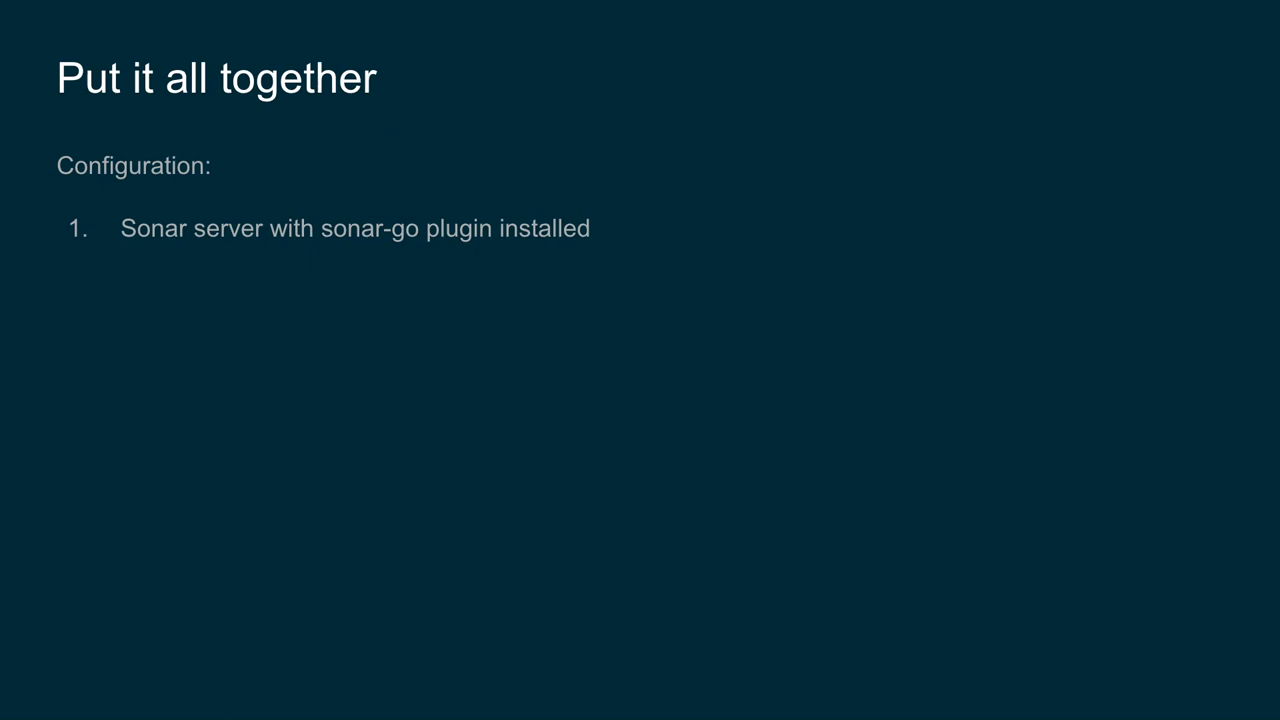 Put it all together
Configuration:
1. Sonar server with sonar-go plugin installed